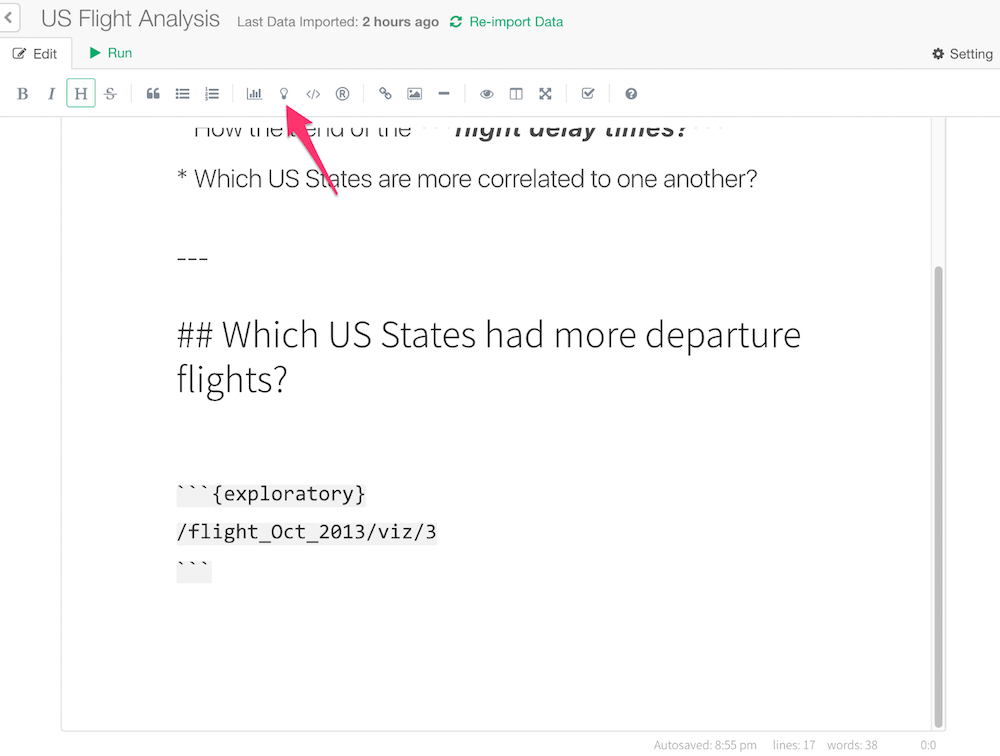 US Flight Analysis Last Data Imported: 2 hours ago Re-import Data
Edit Run Setting
B I H S
How the trend of the ``` flight delay times? ```
* Which US States are more correlated to one another?
---
## Which US States had more departure
flights?
```{exploratory}
/flight_Oct_2013/viz/3
```
Autosaved: 8:55 pm lines: 17 words: 38 0:0